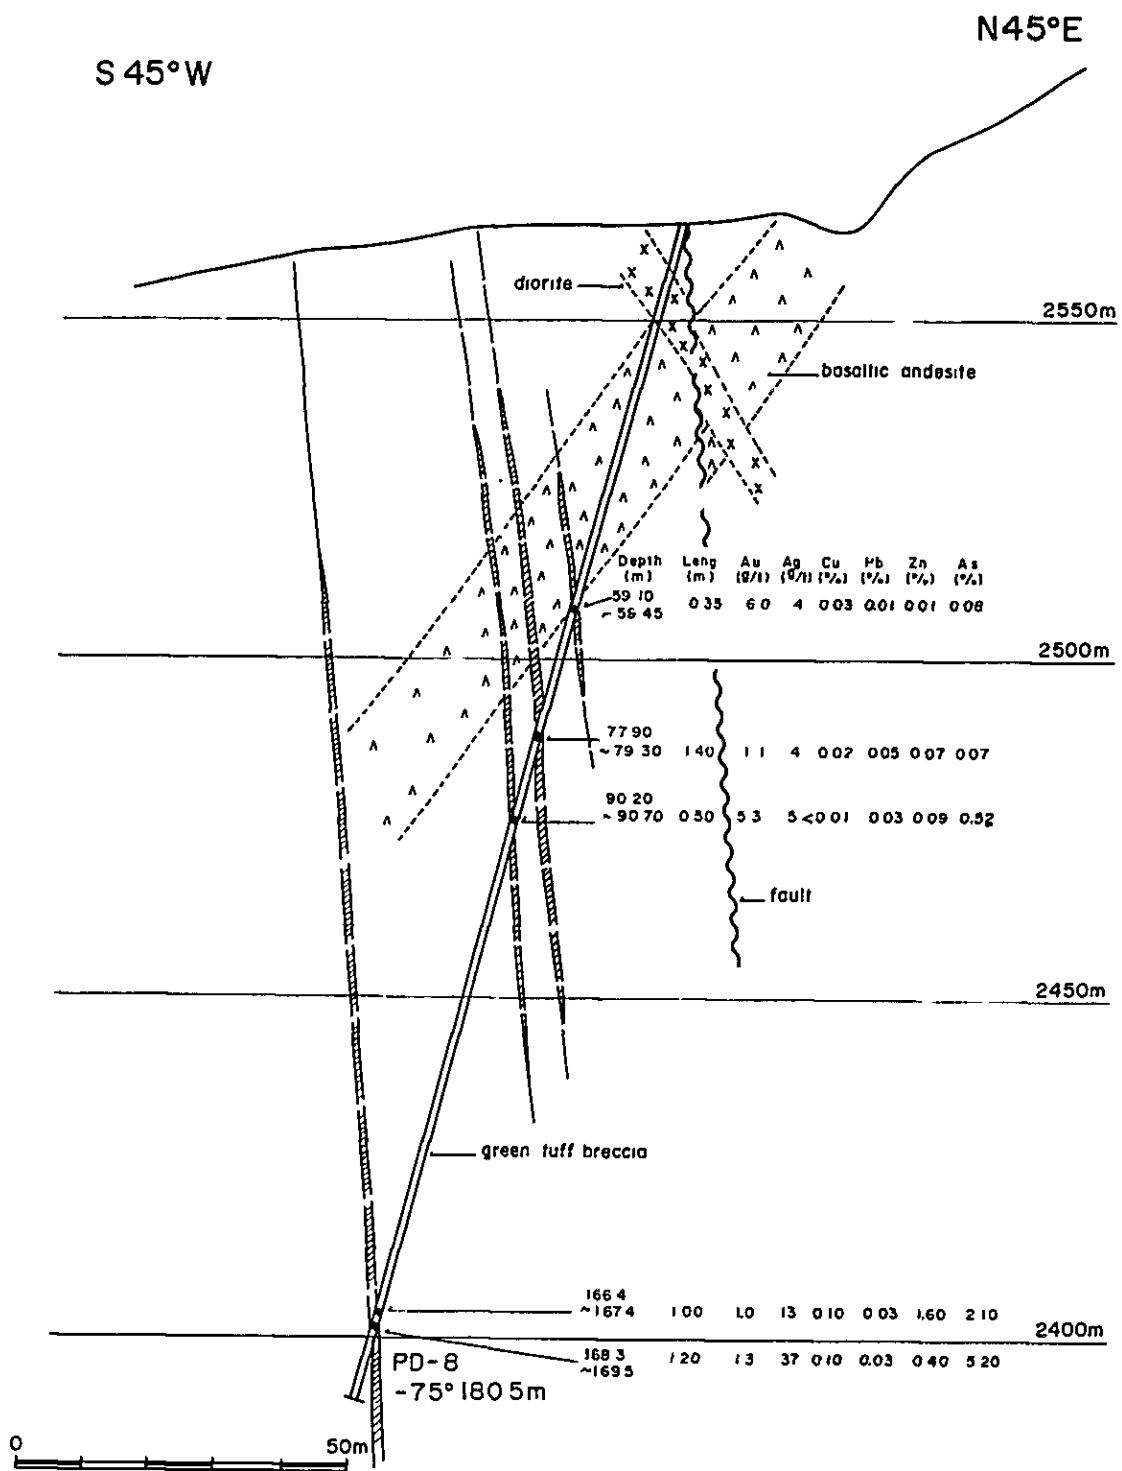 N45°E
S 45°W
diorite
2550m
basaltic andesite
Depth Leng Au Ag Cu Pb Zn As
(m) (m) (g/t) (g/t) (%) (%) (%) (%)
59 10
~59 45 0 35 6 0 4 0 03 0.01 0 01 0 08
2500m
77 90
~79 30 1 40 1 1 4 0 02 0 05 0 07 0 07
90 20
~90 70 0 50 5 3 5 <0 01 0 03 0 09 0.52
fault
2450m
green tuff breccia
166 4
~167 4 1 00 1.0 13 0 10 0 03 1.60 2 10
2400m
168 3
~169 5 1 20 1 3 37 0 10 0.03 0 40 5 20
PD-8
-75° 180 5m
0 50m